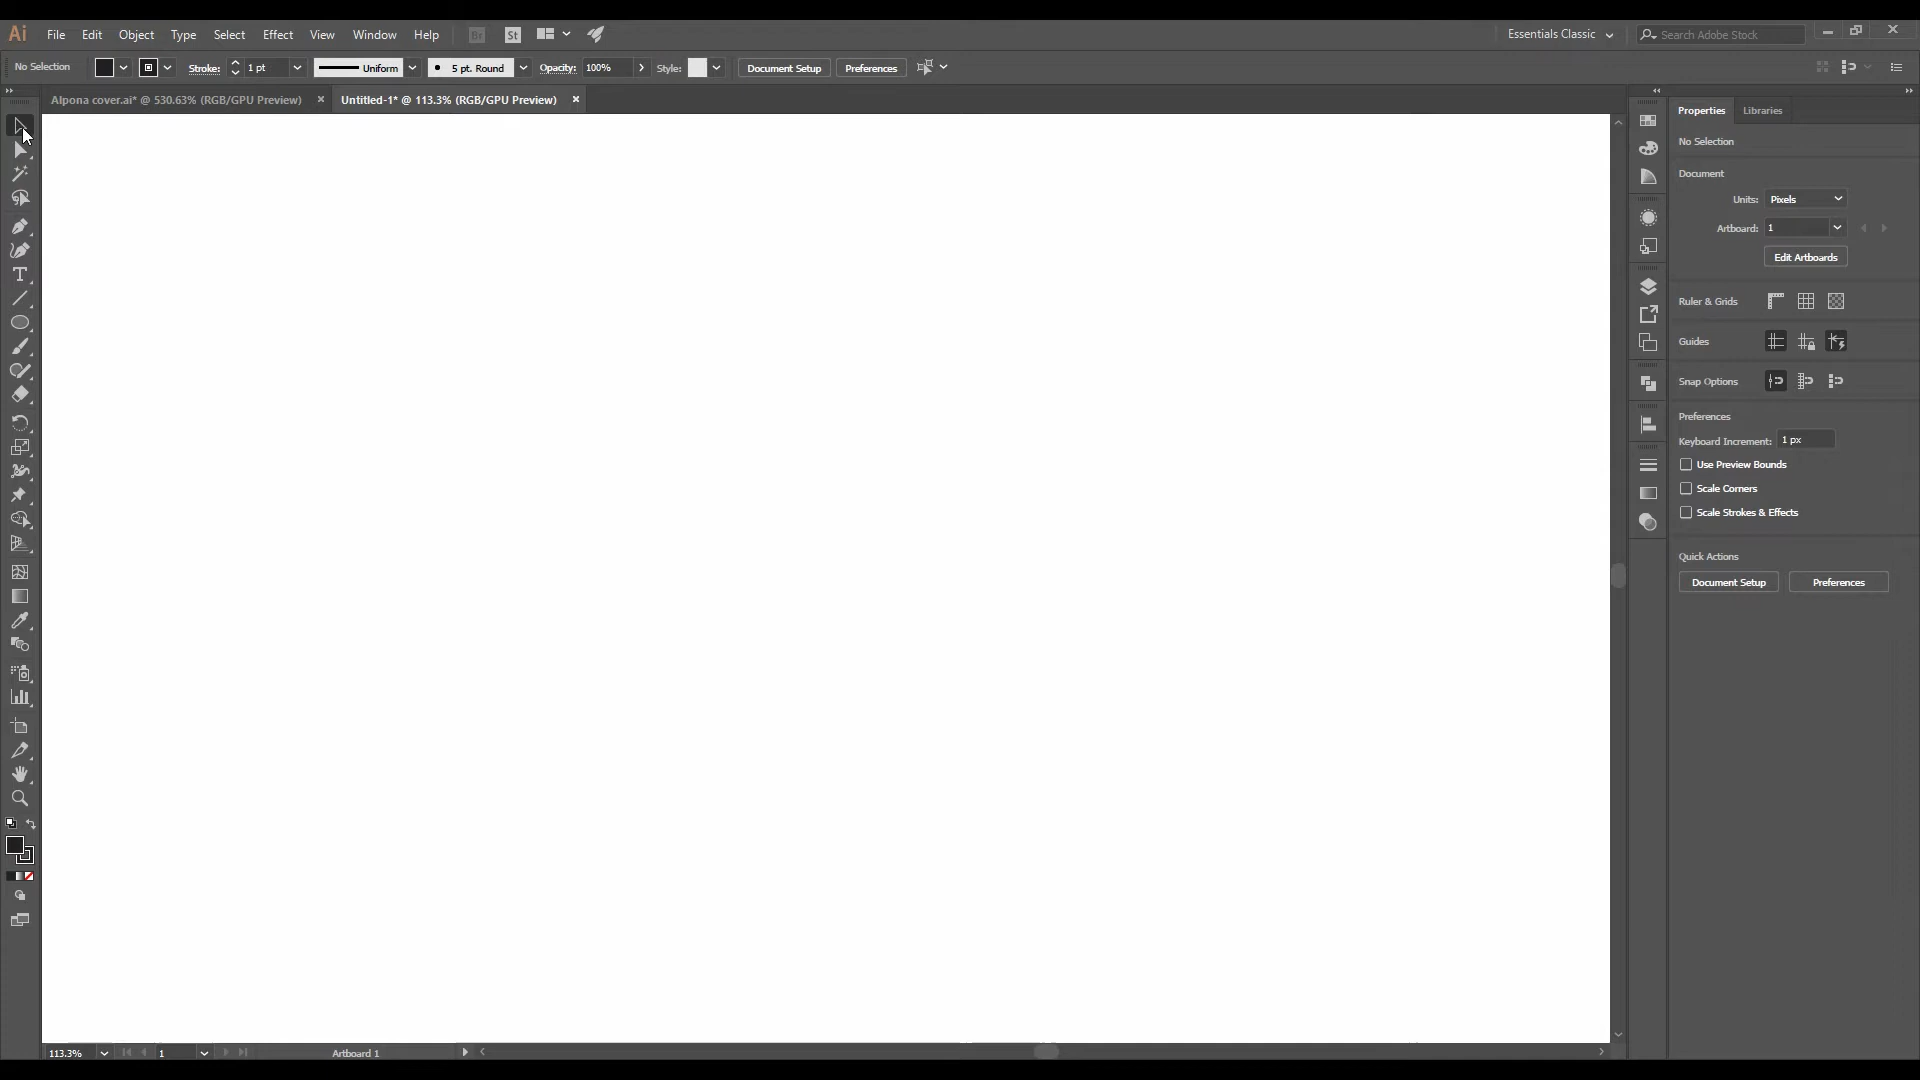 Ai File Edit Object Type Select Effect View Window Help Br St Essentials Classic Search Adobe Stock
No Selection Stroke: 1 pt Uniform 5 pt. Round Opacity: 100% Style: Document Setup Preferences
Alpona cover.ai* @ 530.63% (RGB/GPU Preview) × Untitled-1* @ 113.3% (RGB/GPU Preview) ×
Properties Libraries
No Selection
Document
Units: Pixels
Artboard: 1
Edit Artboards
Ruler & Grids
Guides
Snap Options
Preferences
Keyboard Increment: 1 px
Use Preview Bounds
Scale Corners
Scale Strokes & Effects
Quick Actions
Document Setup Preferences
113.3% 1 Artboard 1